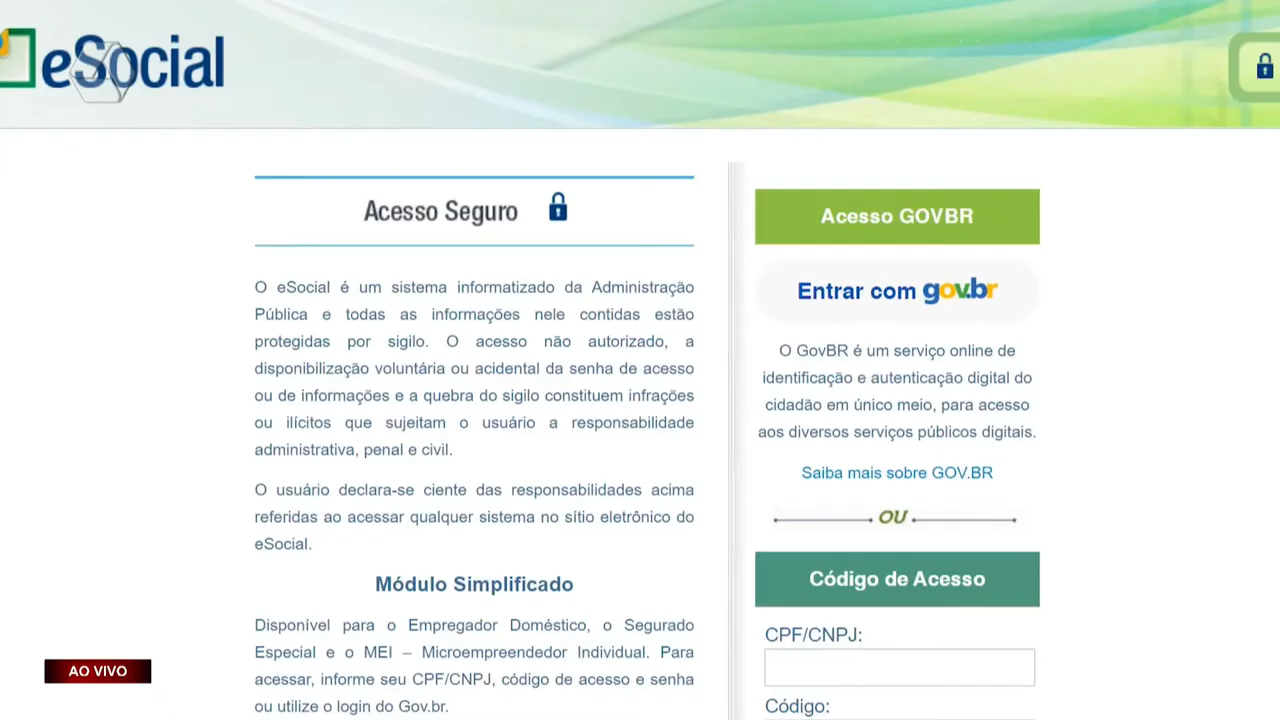 eSocial
Acesso Seguro
O eSocial é um sistema informatizado da Administração
Pública e todas as informações nele contidas estão
protegidas por sigilo. O acesso não autorizado, a
disponibilização voluntária ou acidental da senha de acesso
ou de informações e a quebra do sigilo constituem infrações
ou ilícitos que sujeitam o usuário a responsabilidade
administrativa, penal e civil.
O usuário declara-se ciente das responsabilidades acima
referidas ao acessar qualquer sistema no sítio eletrônico do
eSocial.
Módulo Simplificado
Disponível para o Empregador Doméstico, o Segurado
Especial e o MEI – Microempreendedor Individual. Para
acessar, informe seu CPF/CNPJ, código de acesso e senha
ou utilize o login do Gov.br.
Acesso GOVBR
Entrar com gov.br
O GovBR é um serviço online de
identificação e autenticação digital do
cidadão em único meio, para acesso
aos diversos serviços públicos digitais.
Saiba mais sobre GOV.BR
OU
Código de Acesso
CPF/CNPJ:
Código:
AO VIVO